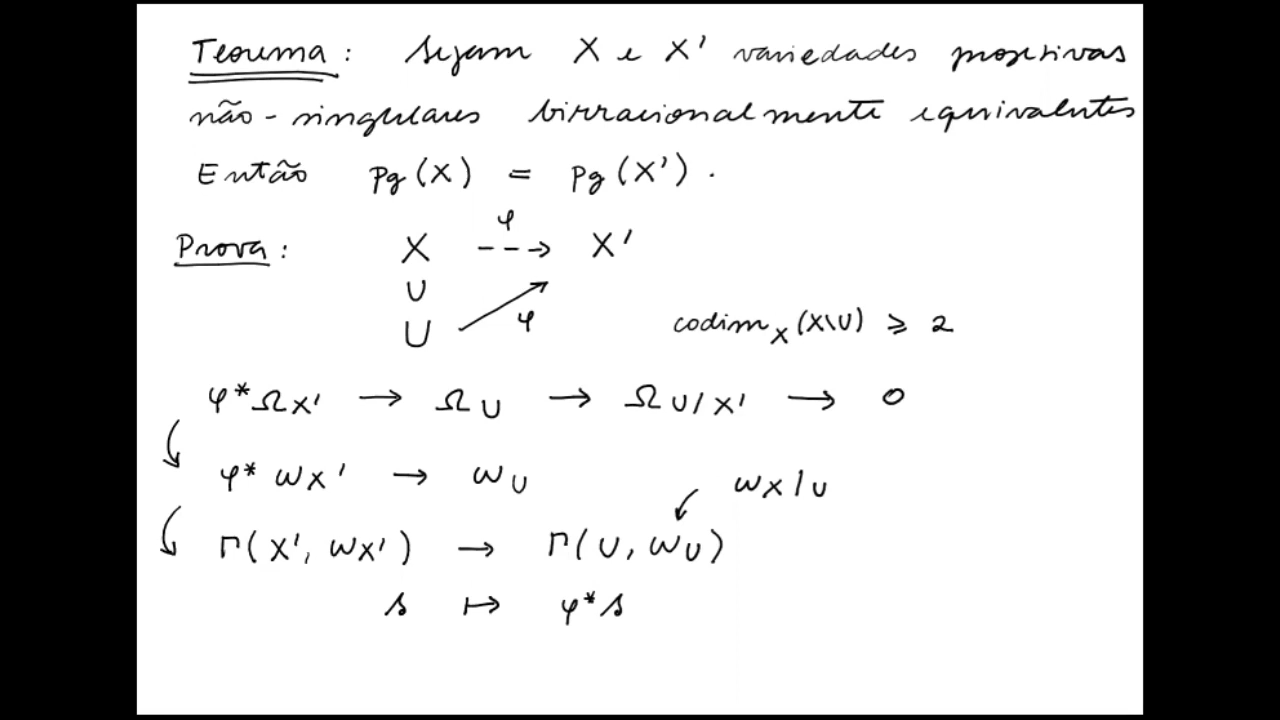 Teorema: Sejam X e X' variedades projetivas
não-singulares birracionalmente equivalentes
Então pg(X) = pg(X').
Prova: X --φ--> X'
∪
U →φ codim_X(X\U) ≥ 2
φ*Ω_X' → Ω_U → Ω_U/X' → 0
φ* ω_X' → ω_U
ω_X|U
Γ(X', ω_X') → Γ(U, ω_U)
s ↦ φ*s